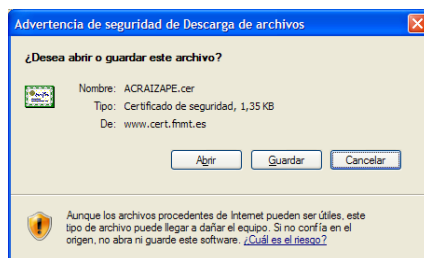 Advertencia de seguridad de Descarga de archivos
¿Desea abrir o guardar este archivo?
Nombre: ACRAIZAPE.cer
Tipo: Certificado de seguridad, 1,35 KB
De: www.cert.fnmt.es
Abrir Guardar Cancelar
Aunque los archivos procedentes de Internet pueden ser útiles, este
tipo de archivo puede llegar a dañar el equipo. Si no confía en el
origen, no abra ni guarde este software. ¿Cuál es el riesgo?